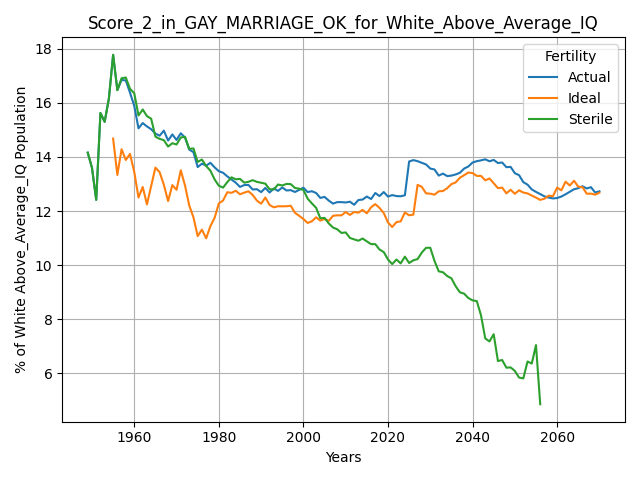 Score_2_in_GAY_MARRIAGE_OK_for_White_Above_Average_IQ
% of White Above_Average_IQ Population
18
16
14
12
10
8
6
Fertility
Actual
Ideal
Sterile
1960
1980
2000
2020
2040
2060
Years